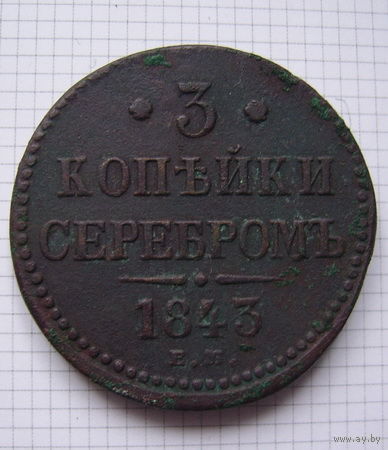 • 3 •
КОПѢЙКИ
СЕРЕБРОМЪ
1843
Е.М.
www.ay.by